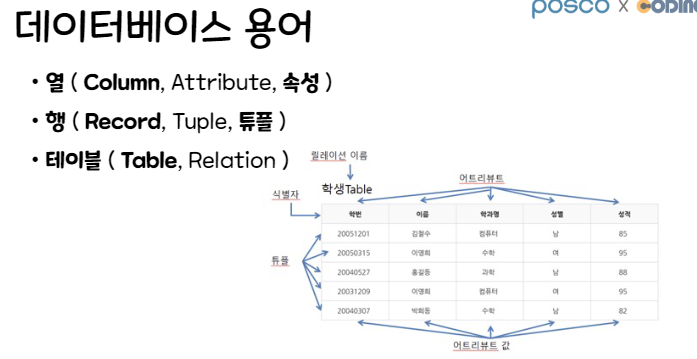 posco x CODING
데이터베이스 용어
• 열 ( Column, Attribute, 속성 )
• 행 ( Record, Tuple, 튜플 )
• 테이블 ( Table, Relation )
릴레이션 이름
학생Table
어트리뷰트
식별자
학번 이름 학과명 성별 성적
20051201 김철수 컴퓨터 남 85
20050315 이영희 수학 여 95
20040527 홍길동 과학 남 88
20031209 이영희 컴퓨터 여 95
20040307 박희동 수학 남 82
튜플
어트리뷰트 값